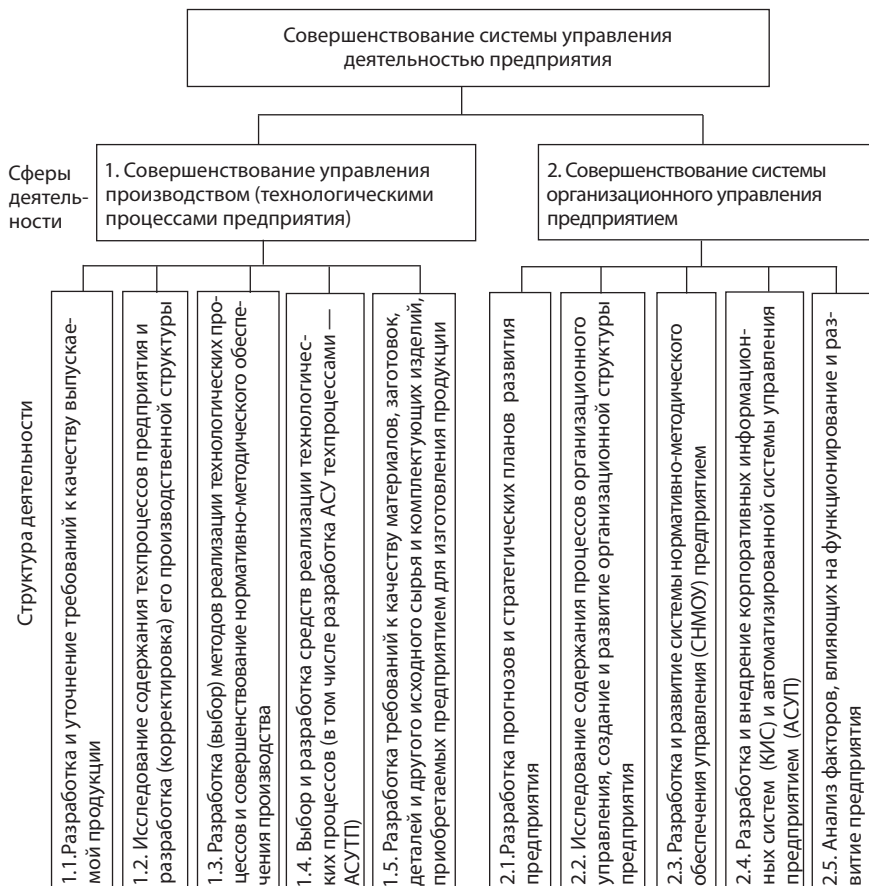 Совершенствование системы управления
деятельностью предприятия
Сферы
деятель-
ности
1. Совершенствование управления
производством (технологическими
процессами предприятия)
2. Совершенствование системы
организационного управления
предприятием
Структура деятельности
1.1.Разработка и уточнение требований к качеству выпускае-
мой продукции
1.2. Исследование содержания техпроцессов предприятия и
разработка (корректировка) его производственной структуры
1.3. Разработка (выбор) методов реализации технологических про-
цессов и совершенствование нормативно-методического обеспе-
чения производства
1.4. Выбор и разработка средств реализации технологичес-
ких процессов (в том числе разработка АСУ техпроцессами —
АСУТП)
1.5. Разработка требований к качеству материалов, заготовок,
деталей и другого исходного сырья и комплектующих изделий,
приобретаемых предприятием для изготовления продукции
2.1.Разработка прогнозов и стратегических планов развития
предприятия
2.2. Исследование содержания процессов организационного
управления, создание и развитие организационной структуры
предприятия
2.3. Разработка и развитие системы нормативно-методического
обеспечения управления (СНМОУ) предприятием
2.4. Разработка и внедрение корпоративных информацион-
ных систем (КИС) и автоматизированной системы управления
предприятием (АСУП)
2.5. Анализ факторов, влияющих на функционирование и раз-
витие предприятия